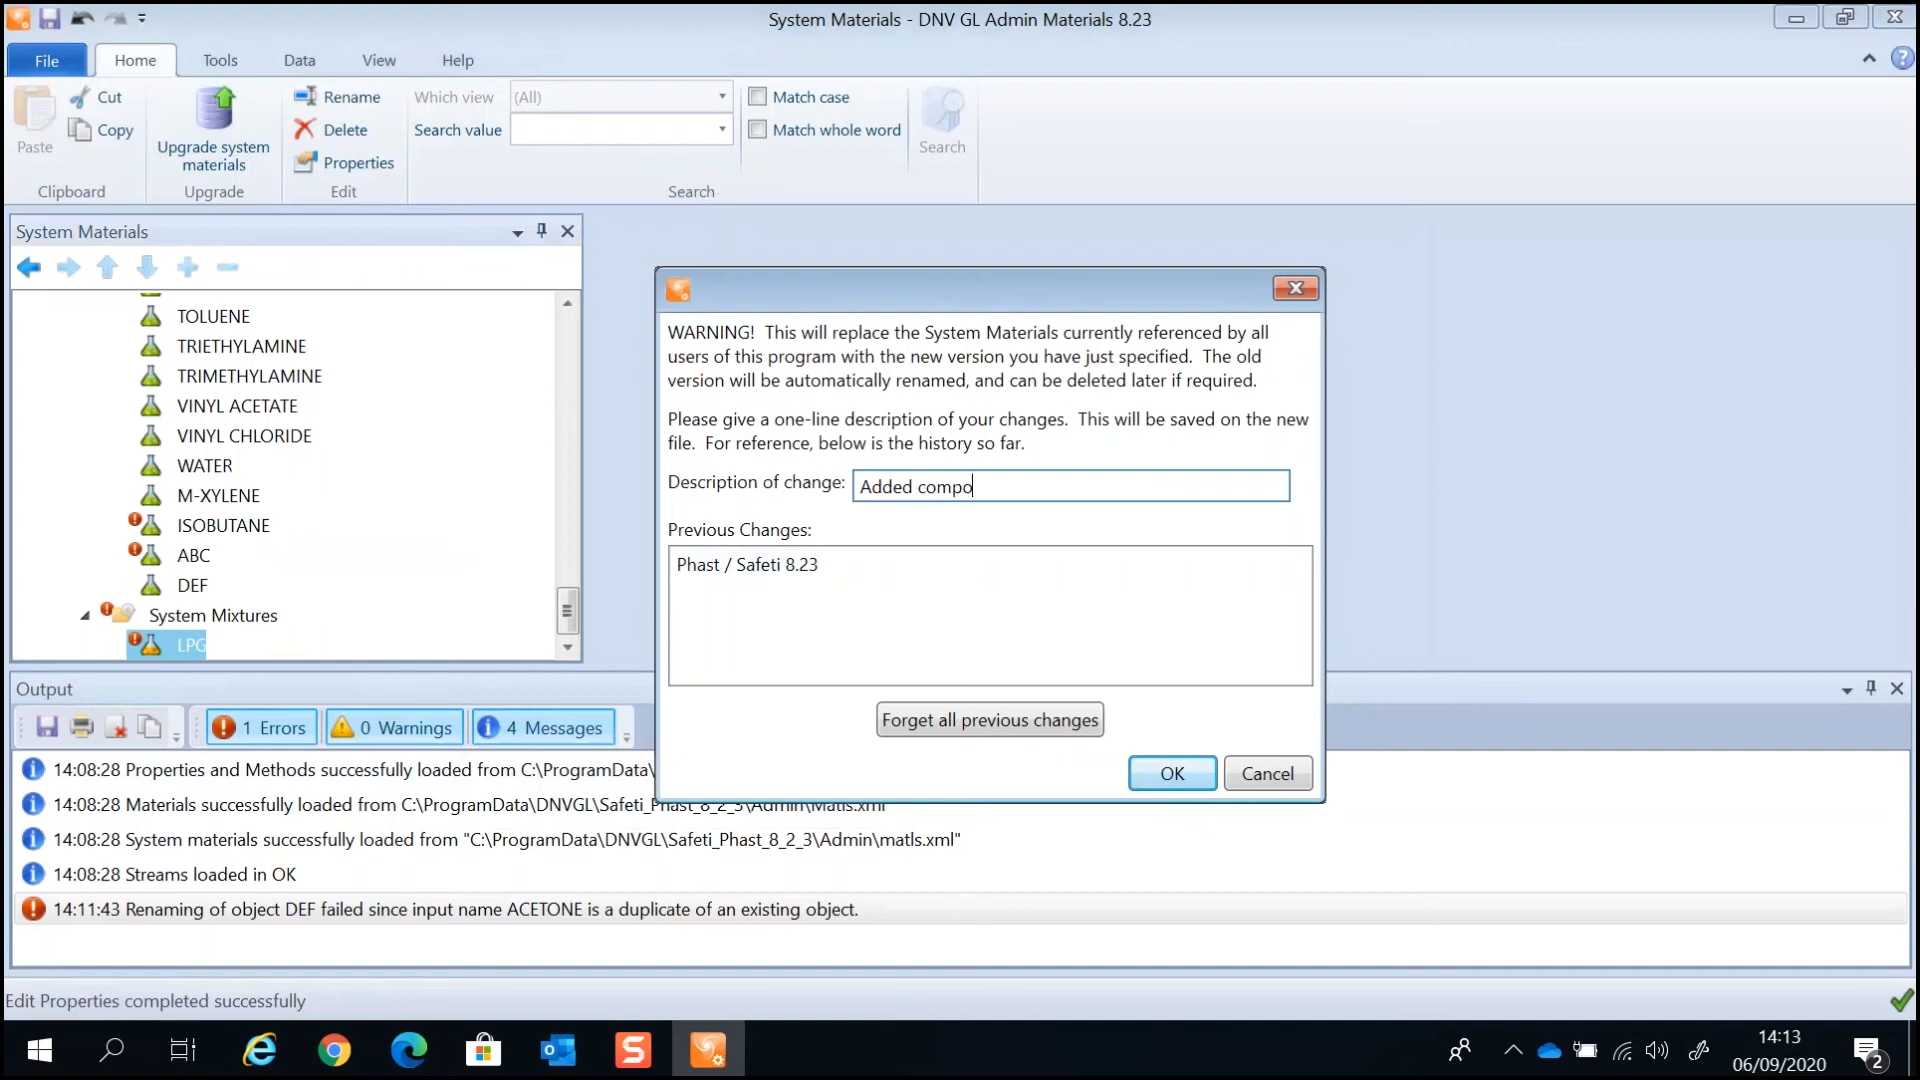 System Materials - DNV GL Admin Materials 8.23
File
Home
Tools
Data
View
Help
Paste
Cut
Copy
Clipboard
Upgrade system
materials
Upgrade
Rename
Delete
Properties
Edit
Which view
(All)
Search value
Match case
Match whole word
Search
Search
System Materials
TOLUENE
TRIETHYLAMINE
TRIMETHYLAMINE
VINYL ACETATE
VINYL CHLORIDE
WATER
M-XYLENE
ISOBUTANE
ABC
DEF
System Mixtures
LPG
WARNING!  This will replace the System Materials currently referenced by all
users of this program with the new version you have just specified.  The old
version will be automatically renamed, and can be deleted later if required.
Please give a one-line description of your changes.  This will be saved on the new
file.  For reference, below is the history so far.
Description of change: Added compo
Previous Changes:
Phast / Safeti 8.23
Forget all previous changes
OK
Cancel
Output
1 Errors
0 Warnings
4 Messages
14:08:28 Properties and Methods successfully loaded from C:\ProgramData\
14:08:28 Materials successfully loaded from C:\ProgramData\DNVGL\Safeti_Phast_8_2_3\Admin\Matls.xml
14:08:28 System materials successfully loaded from "C:\ProgramData\DNVGL\Safeti_Phast_8_2_3\Admin\matls.xml"
14:08:28 Streams loaded in OK
14:11:43 Renaming of object DEF failed since input name ACETONE is a duplicate of an existing object.
Edit Properties completed successfully
14:13
06/09/2020
2